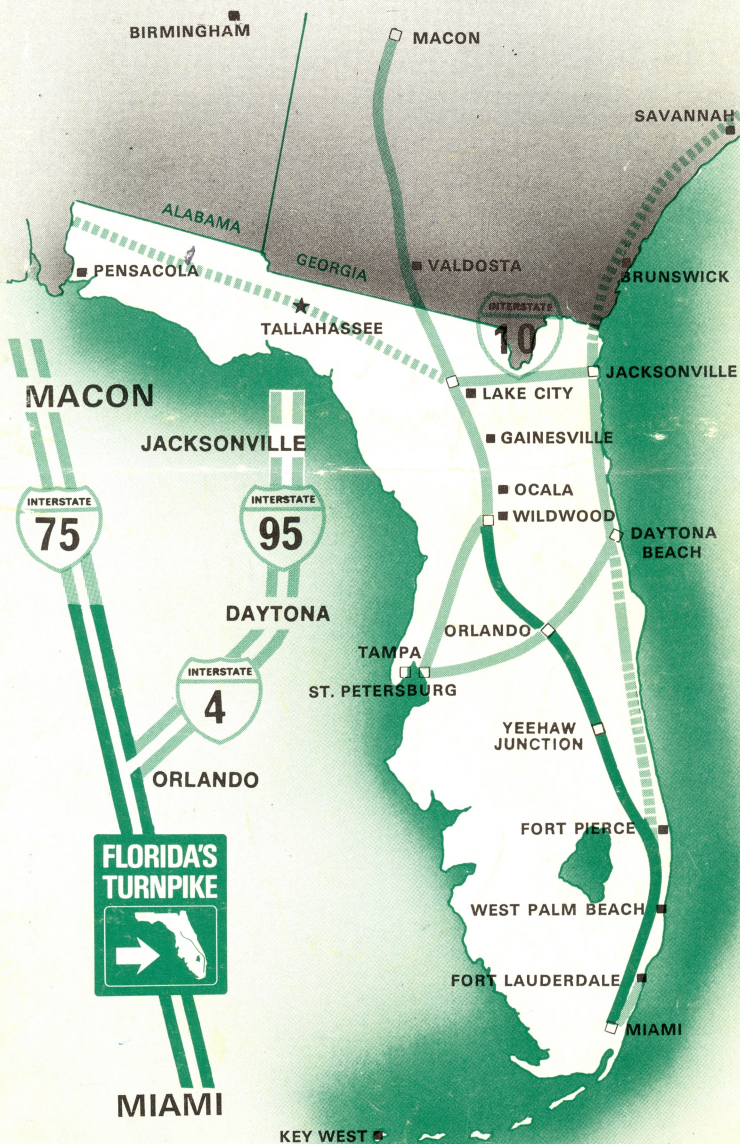 BIRMINGHAM
MACON
SAVANNAH
ALABAMA
GEORGIA
PENSACOLA
VALDOSTA
BRUNSWICK
TALLAHASSEE
INTERSTATE
10
JACKSONVILLE
LAKE CITY
GAINESVILLE
OCALA
WILDWOOD
DAYTONA
BEACH
ORLANDO
TAMPA
ST. PETERSBURG
YEEHAW
JUNCTION
FORT PIERCE
WEST PALM BEACH
FORT LAUDERDALE
MIAMI
KEY WEST
MACON
JACKSONVILLE
INTERSTATE
75
INTERSTATE
95
DAYTONA
INTERSTATE
4
ORLANDO
FLORIDA'S
TURNPIKE
MIAMI